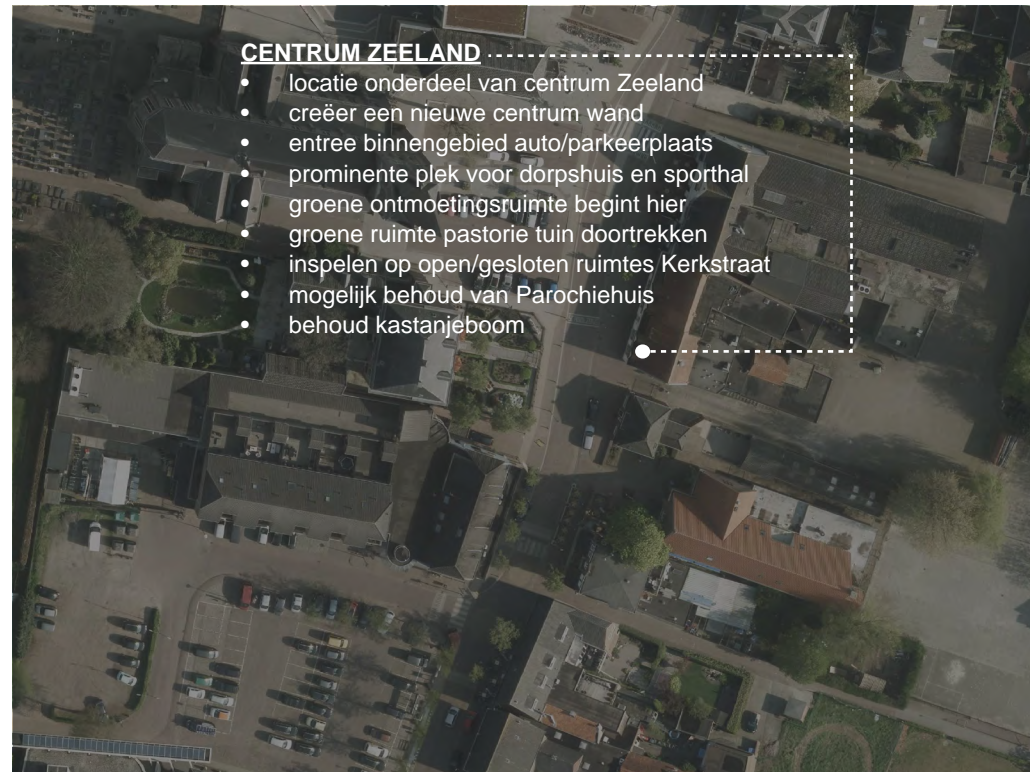 CENTRUM ZEELAND
• locatie onderdeel van centrum Zeeland
• creëer een nieuwe centrum wand
• entree binnengebied auto/parkeerplaats
• prominente plek voor dorpshuis en sporthal
• groene ontmoetingsruimte begint hier
• groene ruimte pastorie tuin doortrekken
• inspelen op open/gesloten ruimtes Kerkstraat
• mogelijk behoud van Parochiehuis
• behoud kastanjeboom